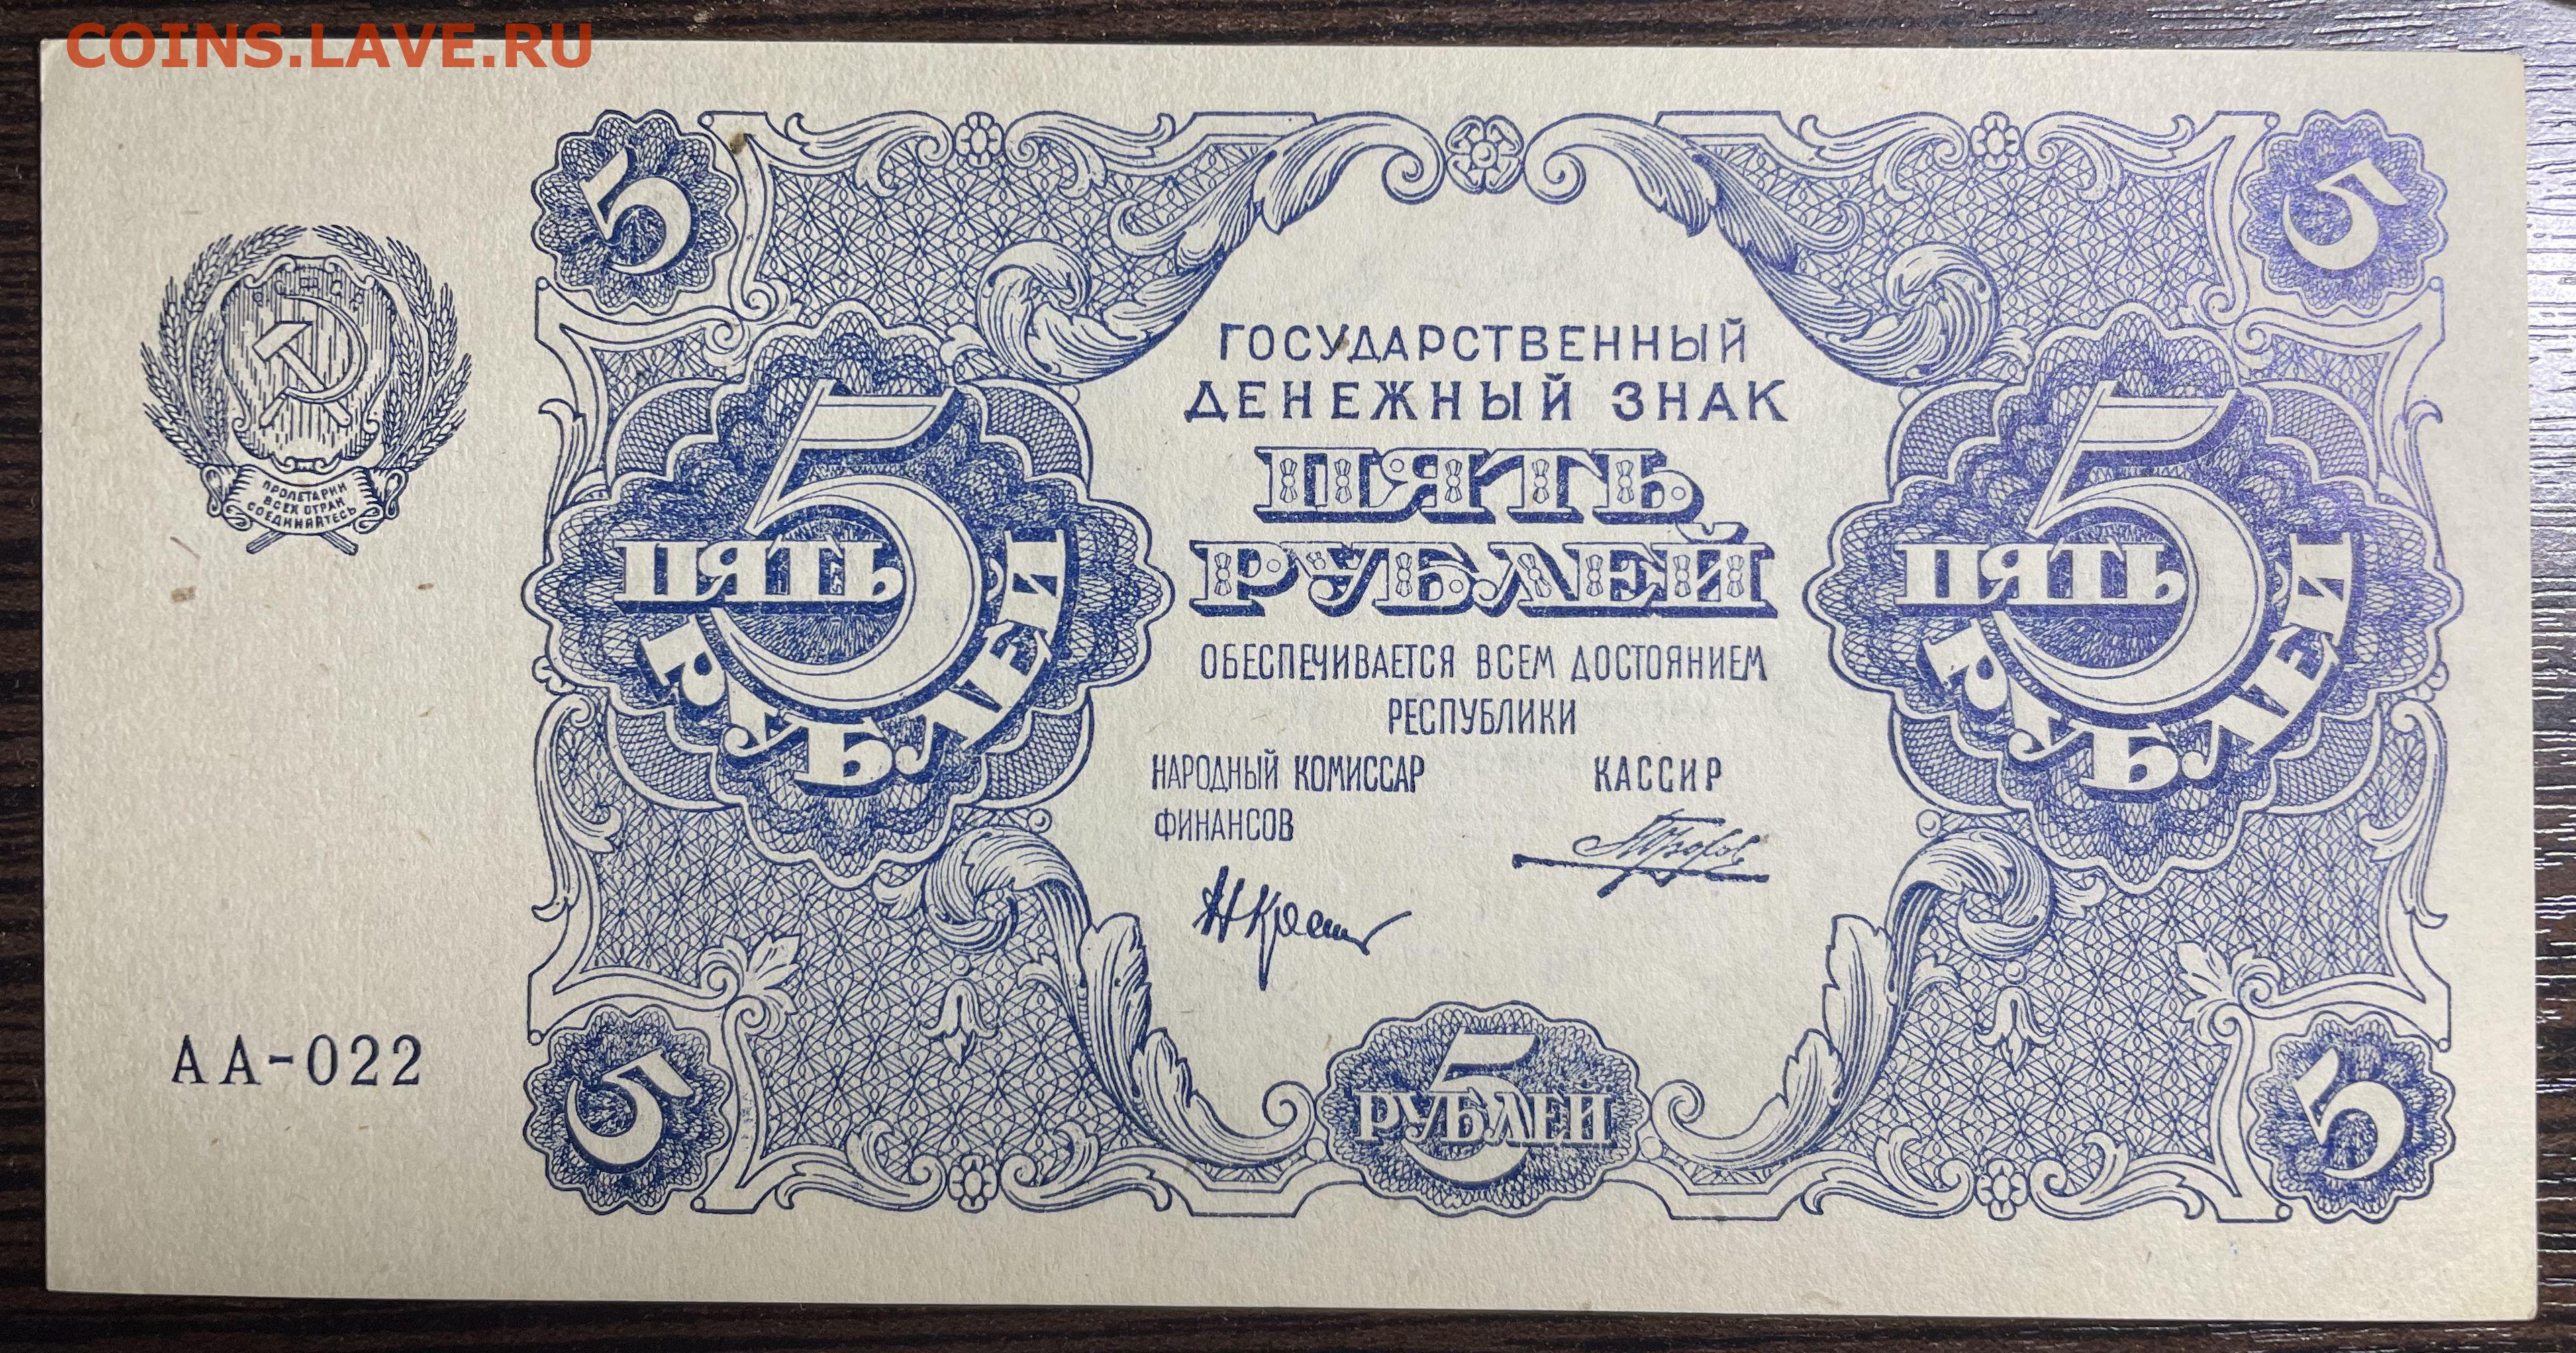 COINS.LAVE.RU
5
5
ГОСУДАРСТВЕННЫЙ
ДЕНЕЖНЫЙ ЗНАК
ПЯТЬ
РУБЛЕЙ
ОБЕСПЕЧИВАЕТСЯ ВСЕМ ДОСТОЯНИЕМ
РЕСПУБЛИКИ
НАРОДНЫЙ КОМИССАР
ФИНАНСОВ
КАССИР
5
ПЯТЬ
РУБЛЕЙ
5
ПЯТЬ
РУБЛЕЙ
ПРОЛЕТАРИИ
ВСЕХ СТРАН
СОЕДИНЯЙТЕСЬ
АА-022
5
5
РУБЛЕЙ
5